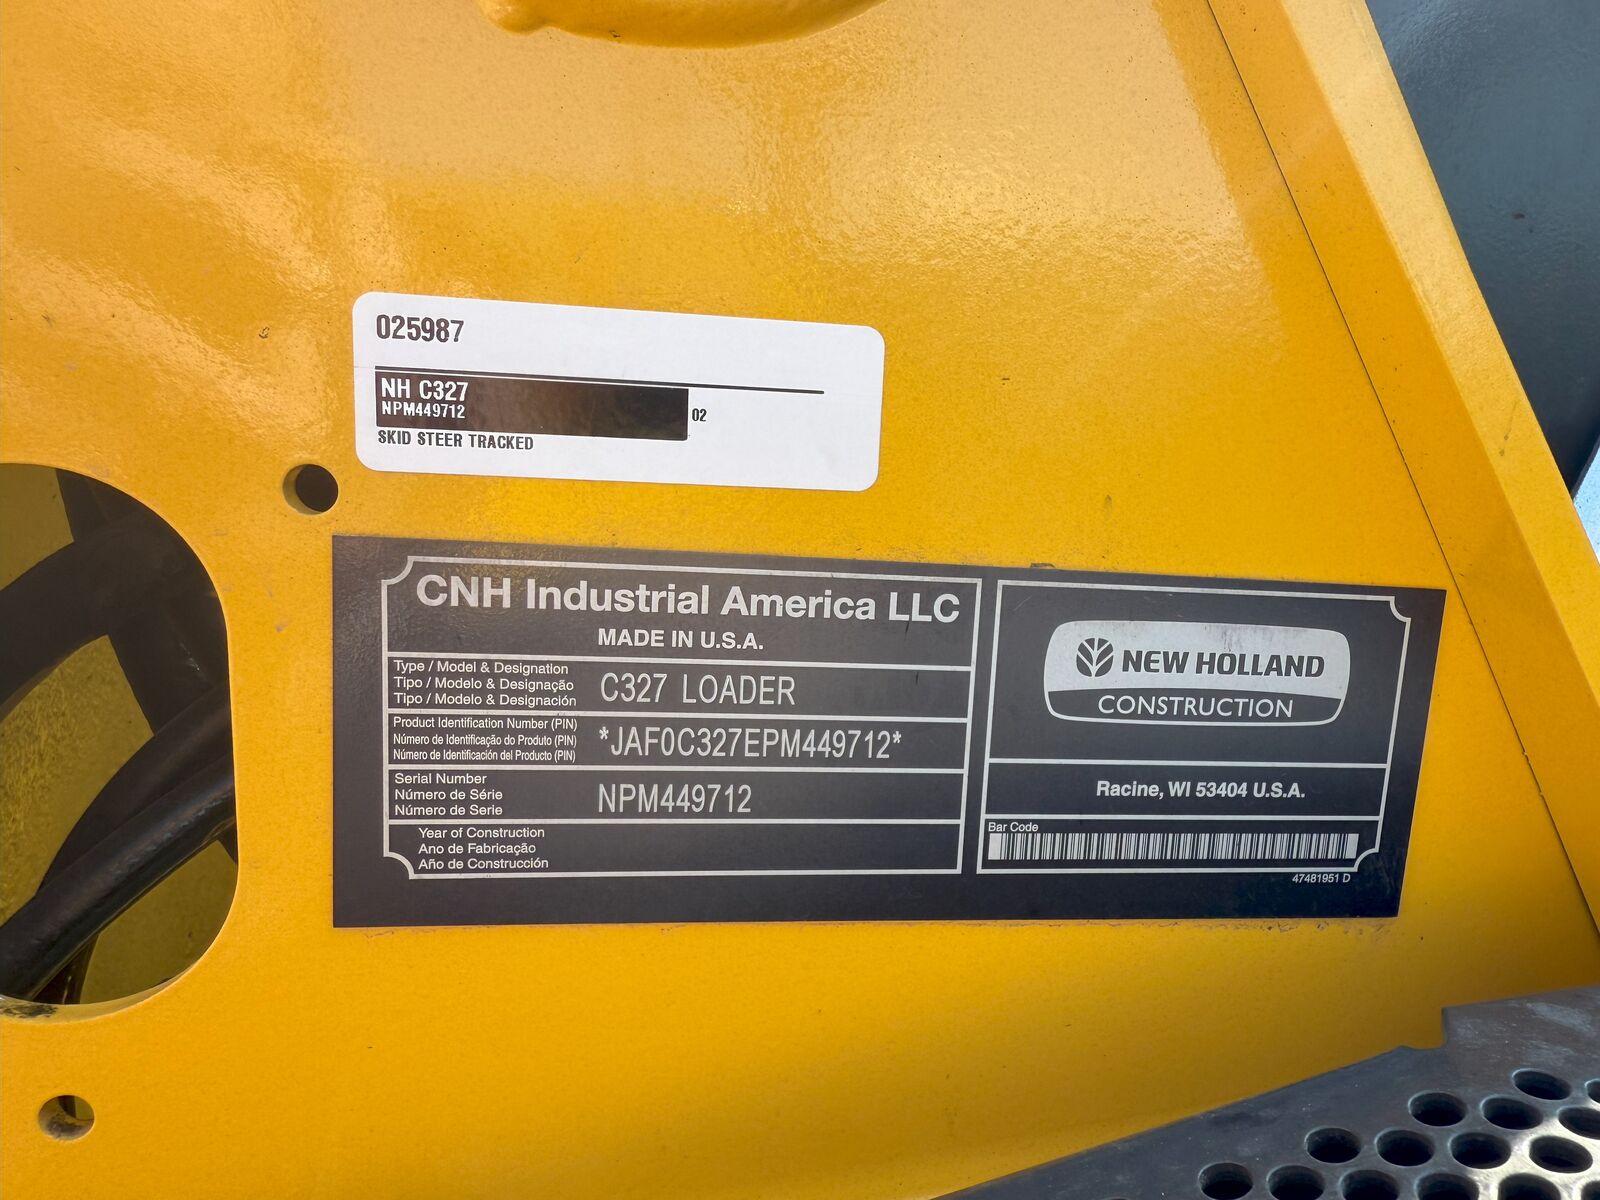 025987
NH C327
NPM449712
02
SKID STEER TRACKED
CNH Industrial America LLC
MADE IN U.S.A.
Type / Model & Designation
Tipo / Modelo & Designação
Tipo / Modelo & Designación
C327 LOADER
Product Identification Number (PIN)
Número de Identificação do Produto (PIN)
Número de Identificación del Producto (PIN)
*JAF0C327EPM449712*
Serial Number
Número de Série
Número de Serie
NPM449712
Year of Construction
Ano de Fabricação
Año de Construcción
NEW HOLLAND
CONSTRUCTION
Racine, WI 53404 U.S.A.
Bar Code
47481951 D